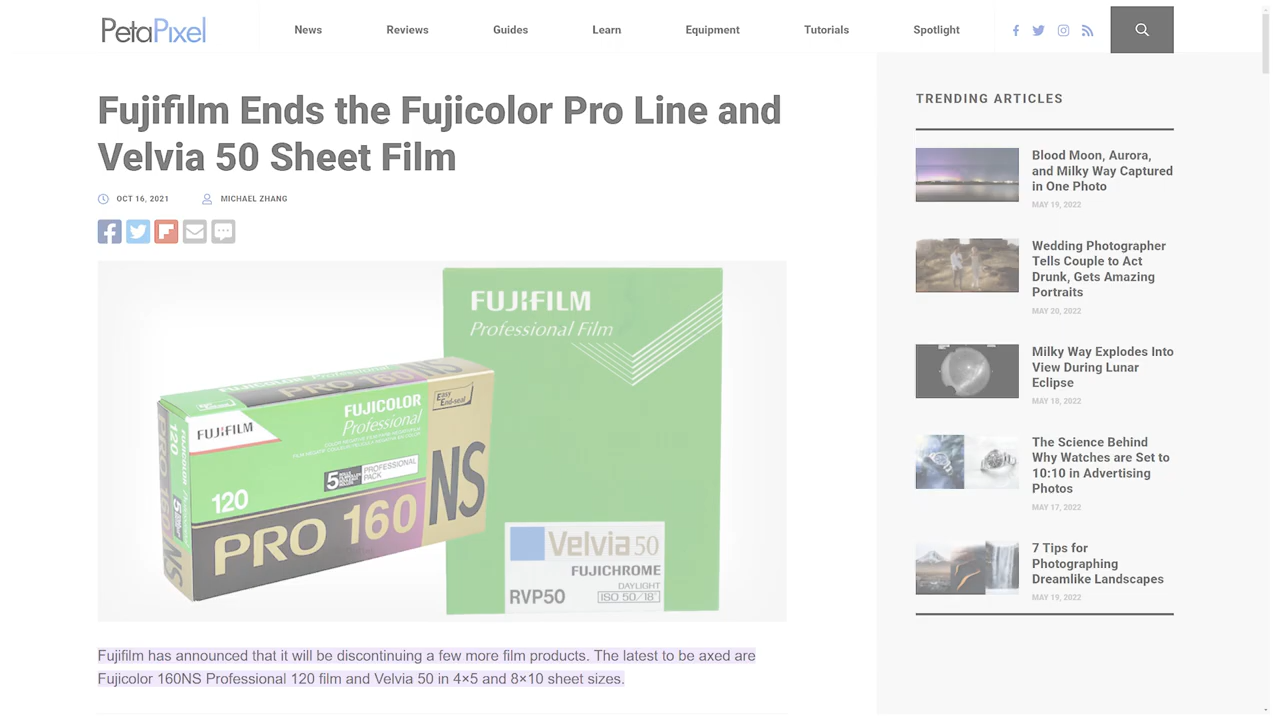 PetaPixel
News
Reviews
Guides
Learn
Equipment
Tutorials
Spotlight
Fujifilm Ends the Fujicolor Pro Line and
Velvia 50 Sheet Film
OCT 16, 2021
MICHAEL ZHANG
FUJIFILM
Professional Film
PRO 160 NS
Easy
End-seal
FUJIFILM
FUJICOLOR
Professional
5
PROFESSIONAL
PACK
120
PRO 160 NS
120
PRO 160 NS
Velvia 50
FUJICHROME
DAYLIGHT
RVP50
ISO 50/18°
Fujifilm has announced that it will be discontinuing a few more film products. The latest to be axed are
Fujicolor 160NS Professional 120 film and Velvia 50 in 4×5 and 8×10 sheet sizes.
TRENDING ARTICLES
Blood Moon, Aurora,
and Milky Way Captured
in One Photo
MAY 19, 2022
Wedding Photographer
Tells Couple to Act
Drunk, Gets Amazing
Portraits
MAY 20, 2022
Milky Way Explodes Into
View During Lunar
Eclipse
MAY 18, 2022
The Science Behind
Why Watches are Set to
10:10 in Advertising
Photos
MAY 17, 2022
7 Tips for
Photographing
Dreamlike Landscapes
MAY 19, 2022